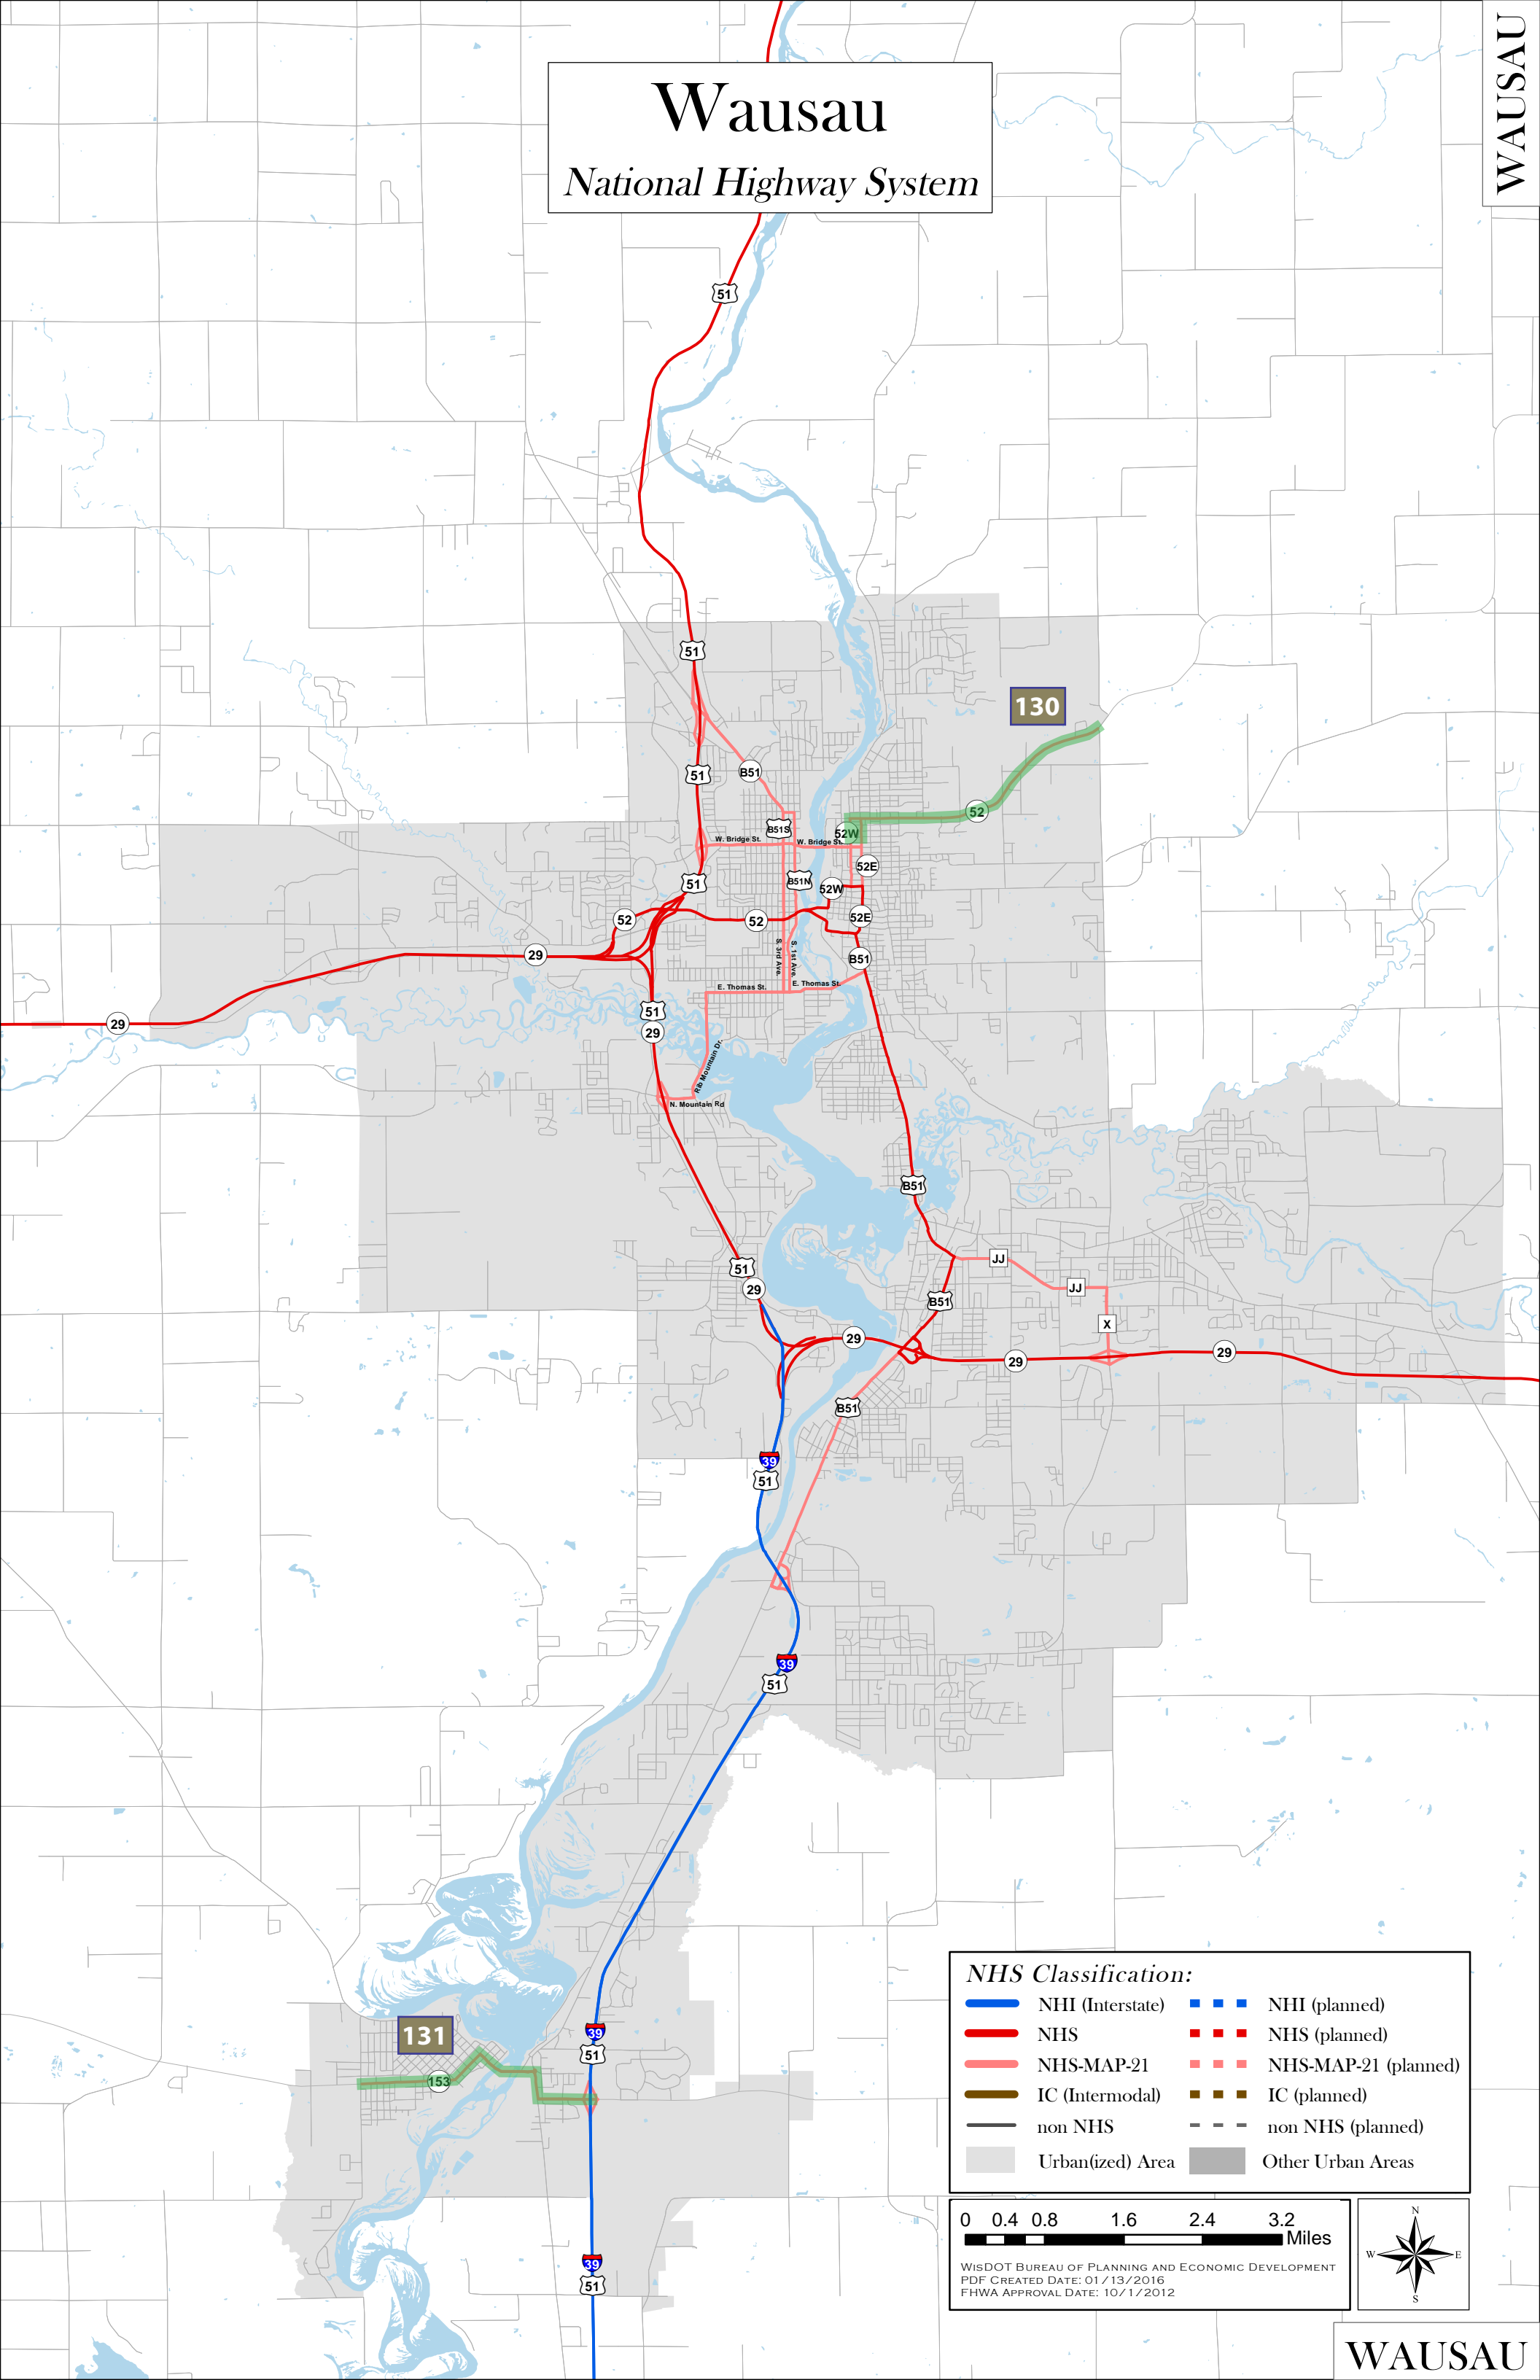 WAUSAU
Wausau
National Highway System
51
51
130
51
B51
52
B51S
52W
W. Bridge St.
W. Bridge St.
52E
51
B51N
52W
52
52
52E
29
S. 3rd Ave.
S. 1st Ave.
B51
E. Thomas St.
E. Thomas St.
51
29
29
Rib Mountain Dr.
N. Mountain Rd
B51
JJ
51
29
JJ
B51
X
29
29
29
B51
39
51
39
51
NHS Classification:
NHI (Interstate)
NHI (planned)
NHS
NHS (planned)
NHS-MAP-21
NHS-MAP-21 (planned)
IC (Intermodal)
IC (planned)
non NHS
non NHS (planned)
Urban(ized) Area
Other Urban Areas
131
39
51
153
0 0.4 0.8 1.6 2.4 3.2
Miles
WisDOT Bureau of Planning and Economic Development
PDF Created Date: 01/13/2016
FHWA Approval Date: 10/1/2012
N
W
E
S
39
51
WAUSAU